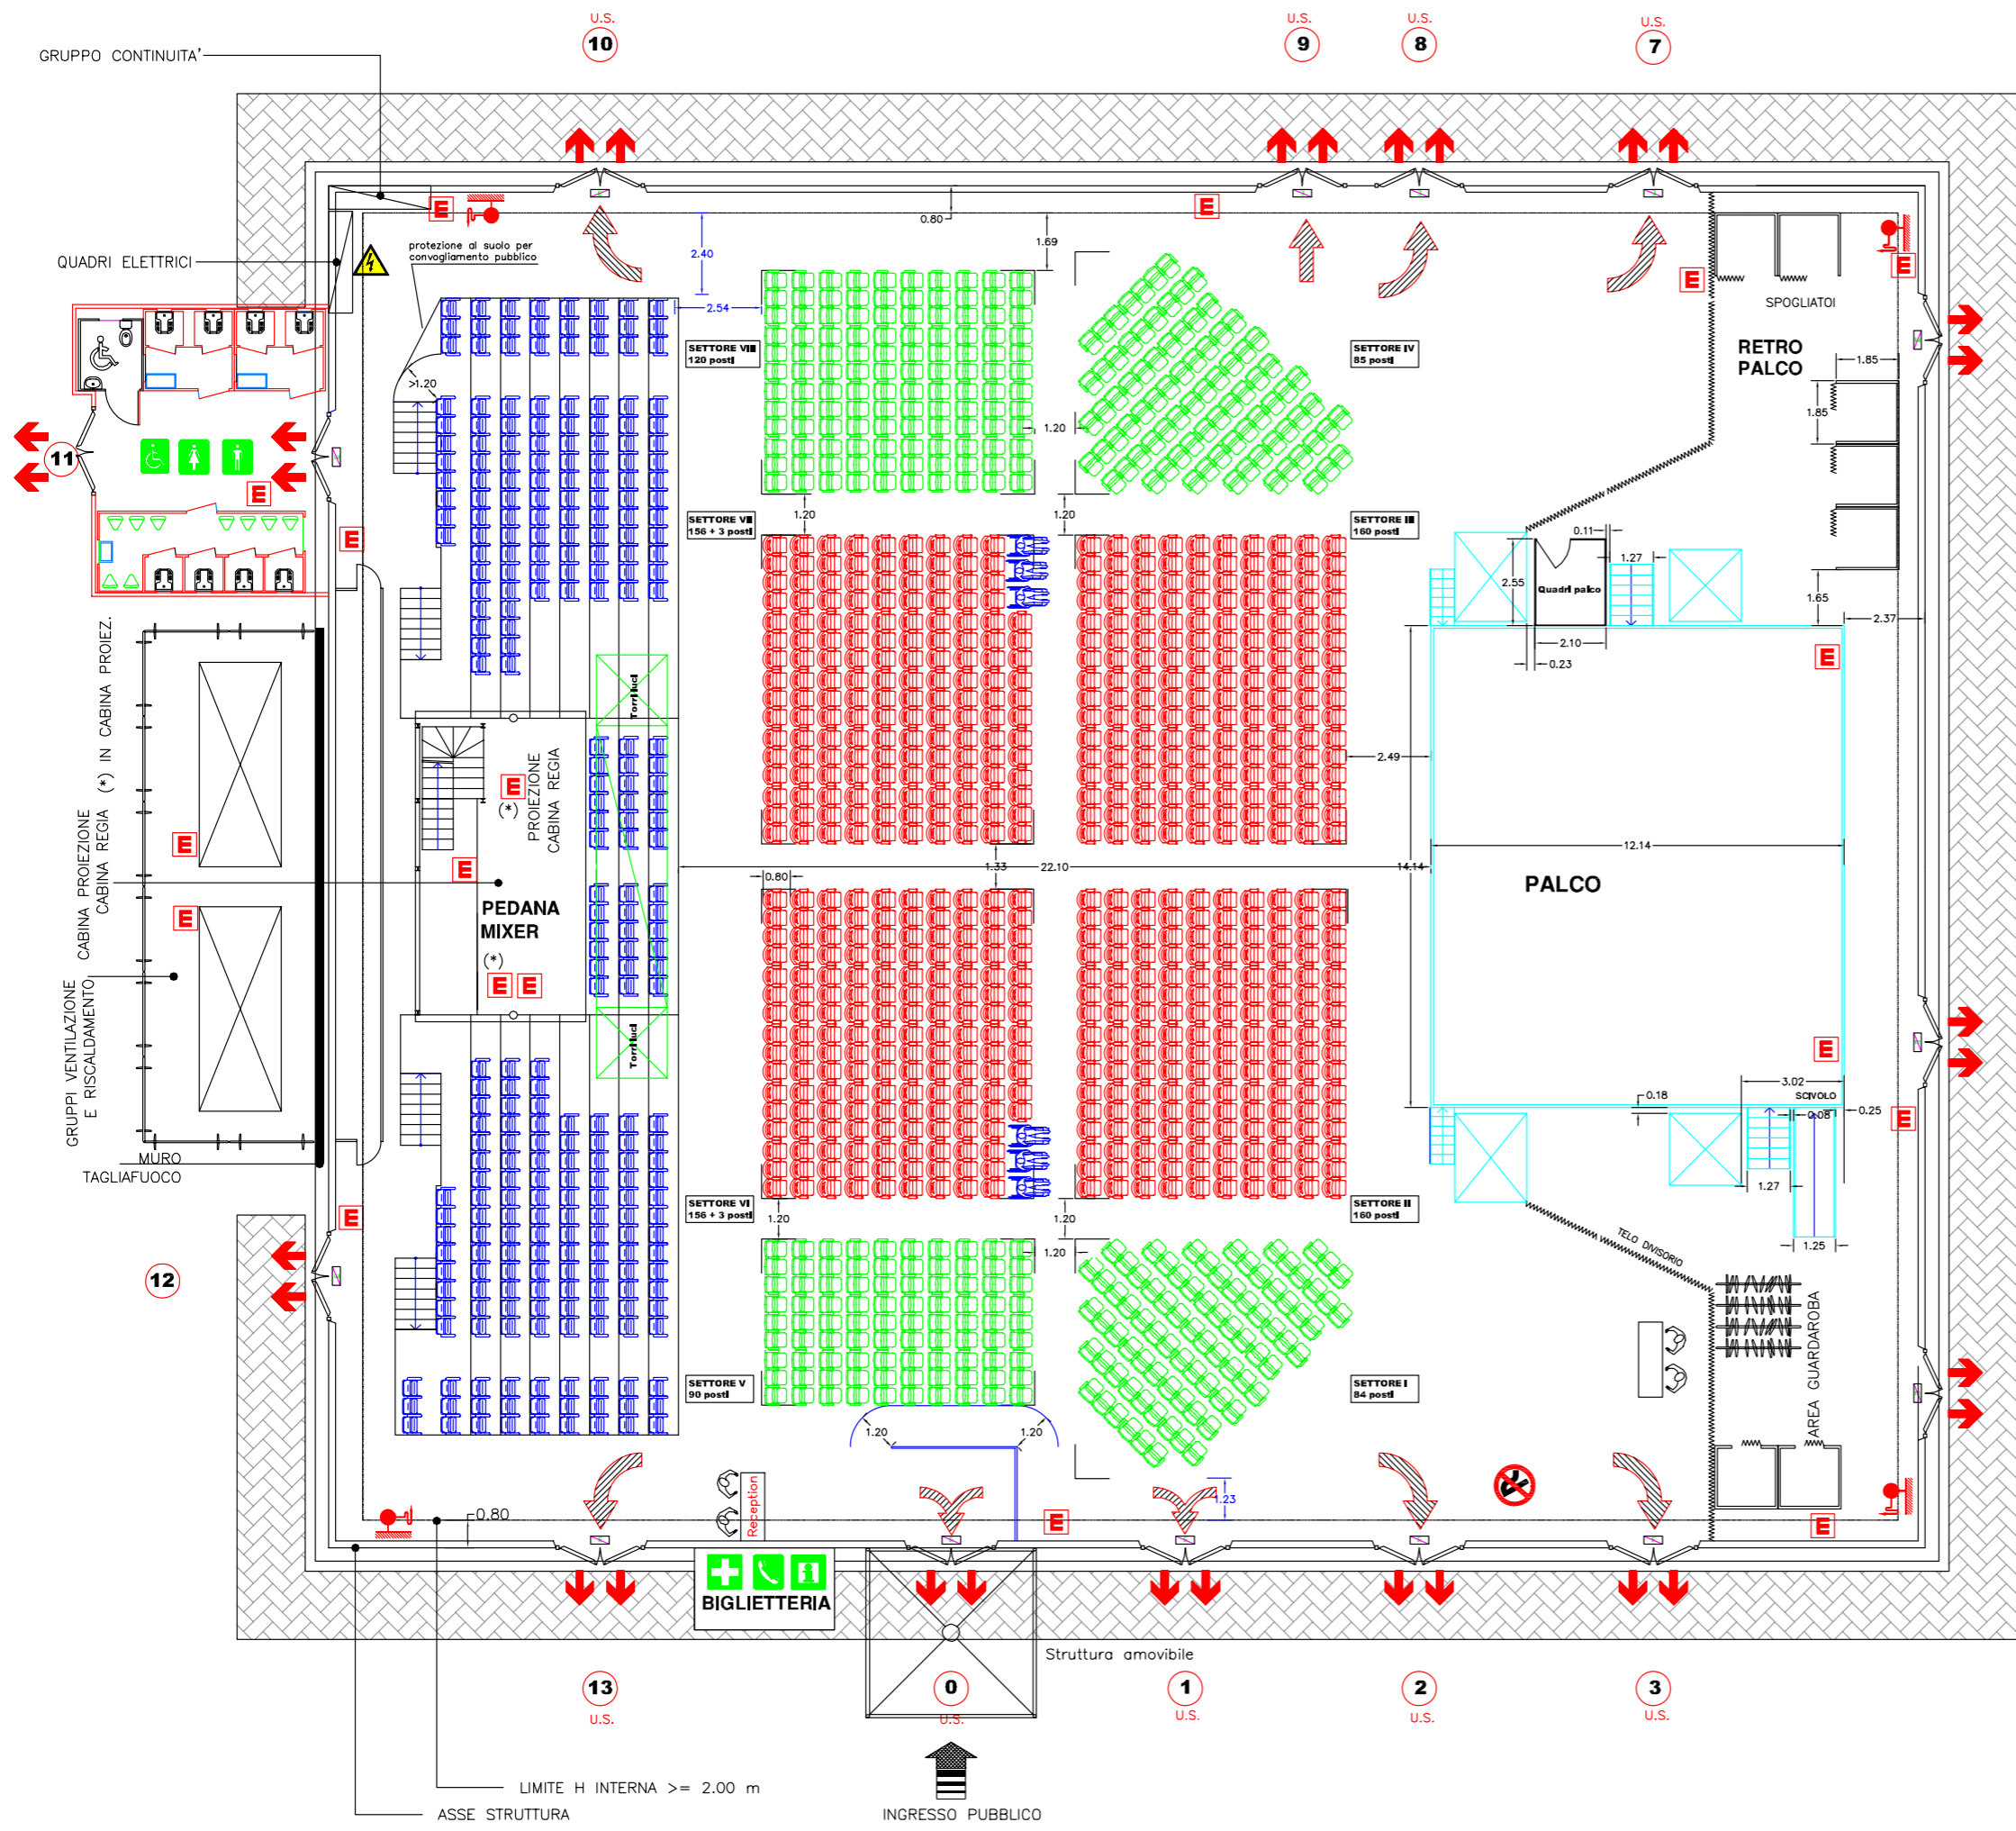 U.S.
10
U.S.
9
U.S.
8
U.S.
7
GRUPPO CONTINUITA'
QUADRI ELETTRICI
protezione al suolo per
convogliamento pubblico
E
E
E
E
0.80
1.69
2.40
2.54
>1.20
SPOGLIATOI
RETRO
PALCO
1.85
1.85
SETTORE VIII
120 posti
SETTORE IV
85 posti
1.20
11
E
E
1.20
1.20
SETTORE VII
156 + 3 posti
SETTORE III
160 posti
0.11
1.27
2.55
Quadri palco
1.65
2.37
2.10
0.23
E
Torri luci
PROIEZIONE
CABINA REGIA
E
(*)
E
E
E
2.49
CABINA PROIEZIONE
CABINA REGIA (*) IN CABINA PROIEZ.
1.33
22.10
14.14
12.14
0.80
PALCO
PEDANA
MIXER
(*)
E
E
Torri luci
GRUPPI VENTILAZIONE
E RISCALDAMENTO
MURO
TAGLIAFUOCO
E
3.02
SCIVOLO
0.18
0.08
0.25
E
1.27
1.25
E
12
SETTORE VI
156 + 3 posti
SETTORE II
160 posti
1.20
1.20
1.20
TELO DIVISORIO
AREA GUARDAROBA
SETTORE V
90 posti
SETTORE I
84 posti
1.20
1.20
1.23
0.80
Reception
E
E
BIGLIETTERIA
Struttura amovibile
13
U.S.
0
U.S.
1
U.S.
2
U.S.
3
U.S.
LIMITE H INTERNA >= 2.00 m
ASSE STRUTTURA
INGRESSO PUBBLICO